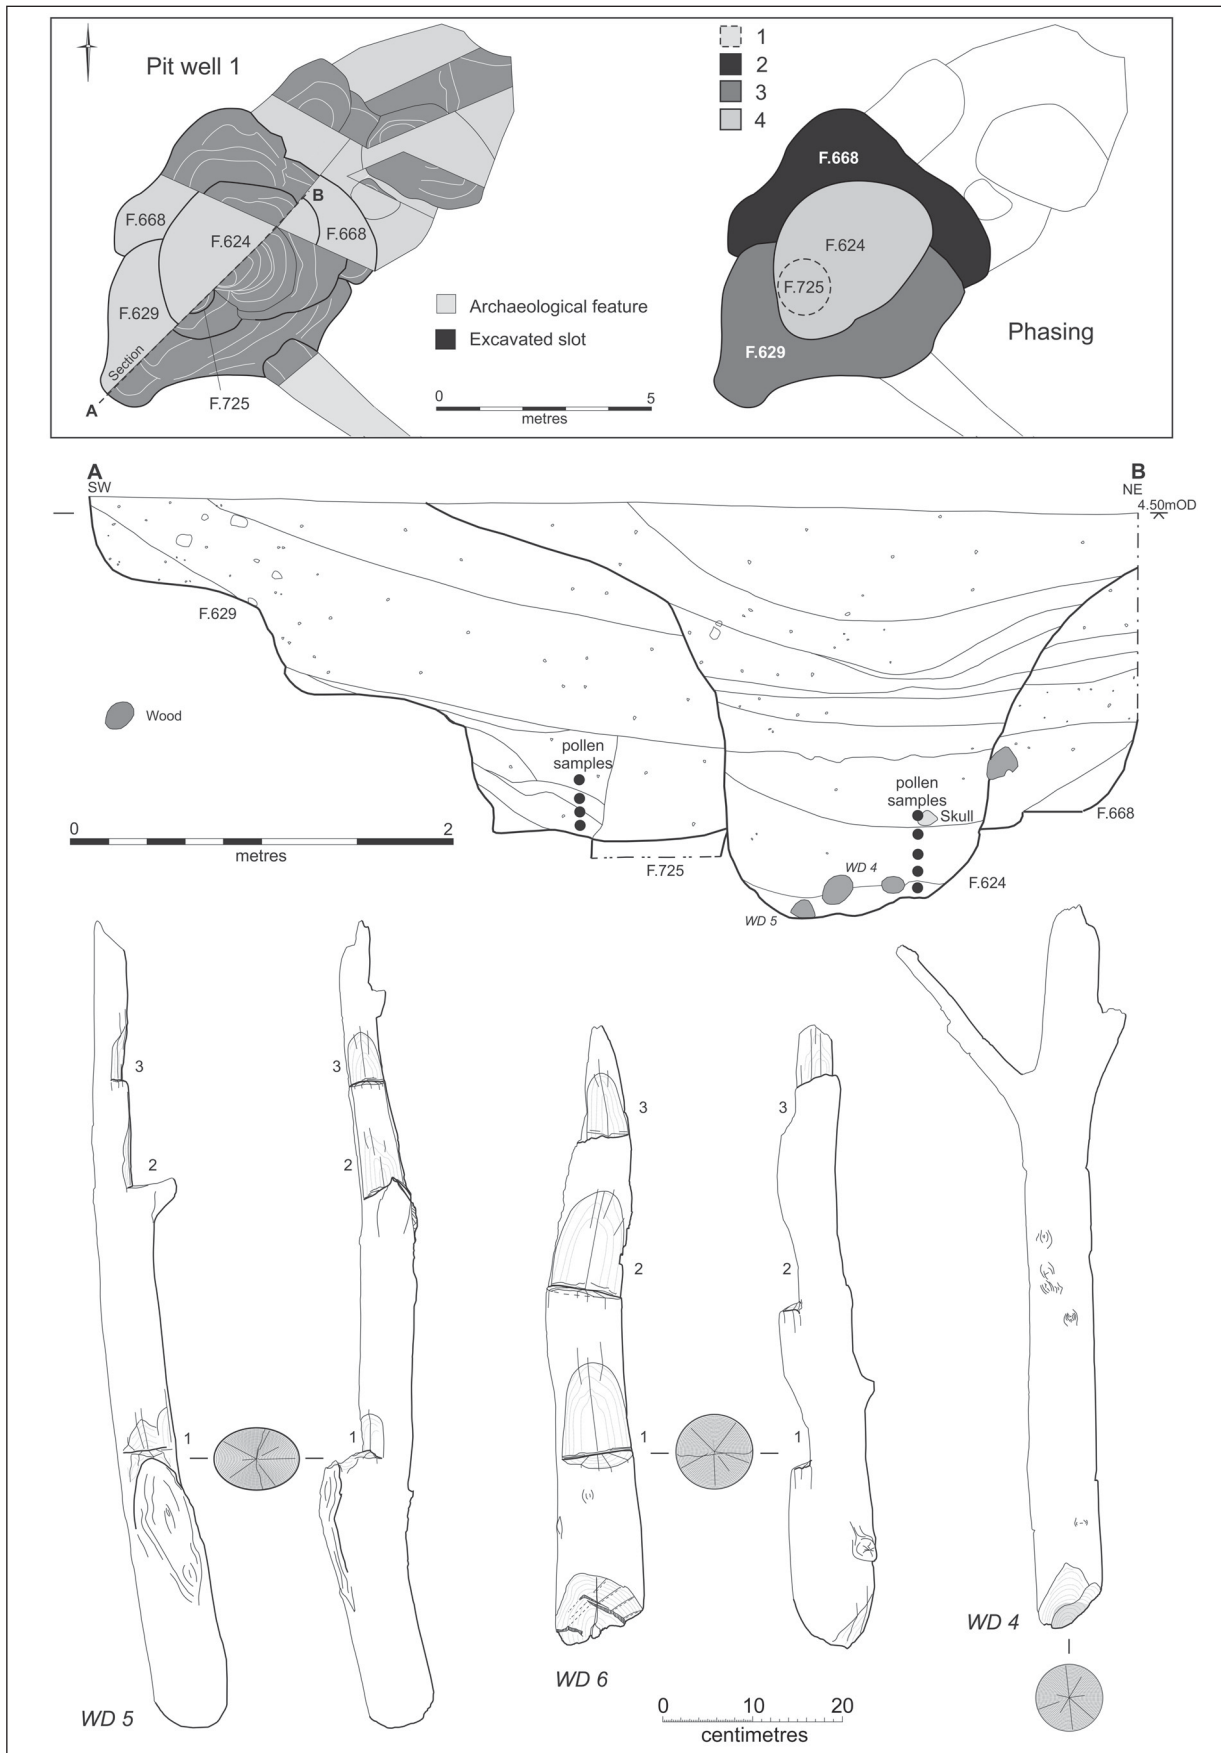 Pit well 1
B
F.668
F.624
F.668
F.629
Section
A
F.725
Archaeological feature
Excavated slot
0
5
metres
1
2
3
4
F.668
F.624
F.725
F.629
Phasing
A
SW
B
NE
4.50mOD
F.629
Wood
pollen
samples
pollen
samples
Skull
F.668
0
2
metres
F.725
WD 4
F.624
WD 5
3
2
1
3
2
1
WD 5
3
2
1
3
2
1
WD 6
WD 4
0
10
20
centimetres